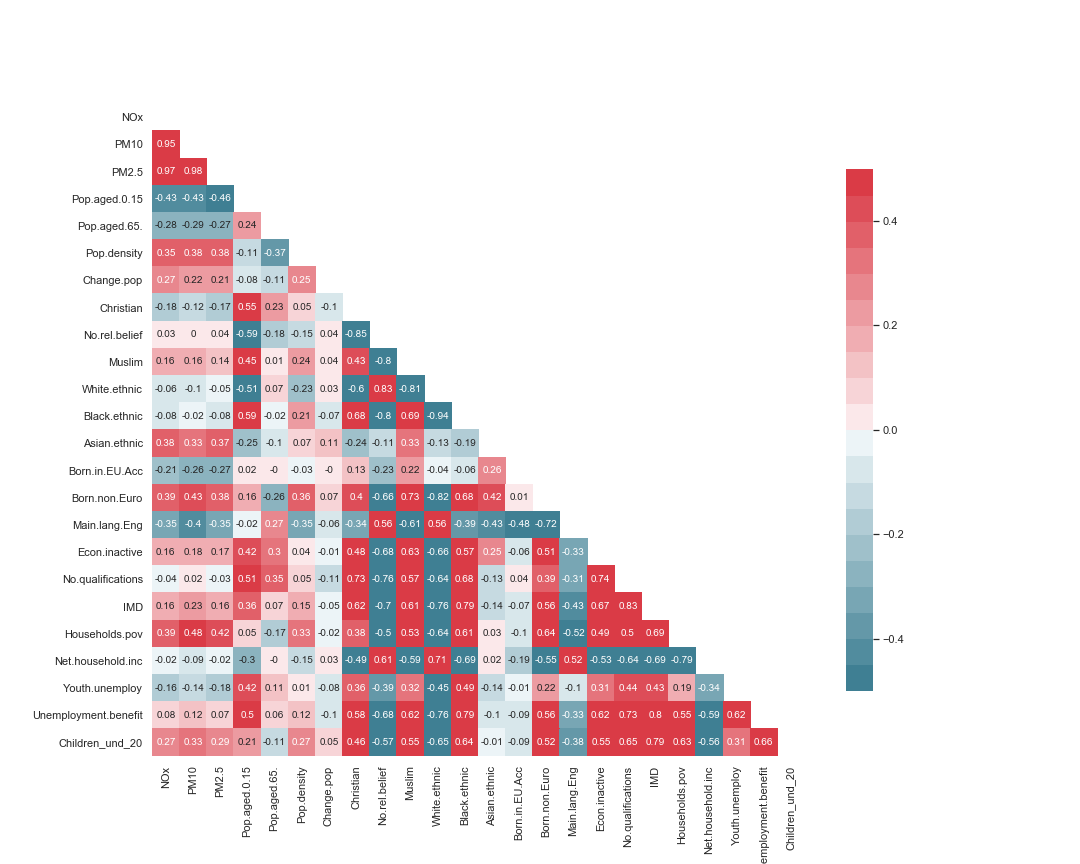 NOx
PM10 0.95
PM2.5 0.97 0.98
Pop.aged.0.15 -0.43 -0.43 -0.46
Pop.aged.65. -0.28 -0.29 -0.27 0.24
Pop.density 0.35 0.38 0.38 -0.11 -0.37
Change.pop 0.27 0.22 0.21 -0.08 -0.11 0.25
Christian -0.18 -0.12 -0.17 0.55 0.23 0.05 -0.1
No.rel.belief 0.03 0 0.04 -0.59 -0.18 -0.15 0.04 -0.85
Muslim 0.16 0.16 0.14 0.45 0.01 0.24 0.04 0.43 -0.8
White.ethnic -0.06 -0.1 -0.05 -0.51 0.07 -0.23 0.03 -0.6 0.83 -0.81
Black.ethnic -0.08 -0.02 -0.08 0.59 -0.02 0.21 -0.07 0.68 -0.8 0.69 -0.94
Asian.ethnic 0.38 0.33 0.37 -0.25 -0.1 0.07 0.11 -0.24 -0.11 0.33 -0.13 -0.19
Born.in.EU.Acc -0.21 -0.26 -0.27 0.02 -0 -0.03 -0 0.13 -0.23 0.22 -0.04 -0.06 0.26
Born.non.Euro 0.39 0.43 0.38 0.16 -0.26 0.36 0.07 0.4 -0.66 0.73 -0.82 0.68 0.42 0.01
Main.lang.Eng -0.35 -0.4 -0.35 -0.02 0.27 -0.35 -0.06 -0.34 0.56 -0.61 0.56 -0.39 -0.43 -0.48 -0.72
Econ.inactive 0.16 0.18 0.17 0.42 0.3 0.04 -0.01 0.48 -0.68 0.63 -0.66 0.57 0.25 -0.06 0.51 -0.33
No.qualifications -0.04 0.02 -0.03 0.51 0.35 0.05 -0.11 0.73 -0.76 0.57 -0.64 0.68 -0.13 0.04 0.39 -0.31 0.74
IMD 0.16 0.23 0.16 0.36 0.07 0.15 -0.05 0.62 -0.7 0.61 -0.76 0.79 -0.14 -0.07 0.56 -0.43 0.67 0.83
Households.pov 0.39 0.48 0.42 0.05 -0.17 0.33 -0.02 0.38 -0.5 0.53 -0.64 0.61 0.03 -0.1 0.64 -0.52 0.49 0.5 0.69
Net.household.inc -0.02 -0.09 -0.02 -0.3 -0 -0.15 0.03 -0.49 0.61 -0.59 0.71 -0.69 0.02 -0.19 -0.55 0.52 -0.53 -0.64 -0.69 -0.79
Youth.unemploy -0.16 -0.14 -0.18 0.42 0.11 0.01 -0.08 0.36 -0.39 0.32 -0.45 0.49 -0.14 -0.01 0.22 -0.1 0.31 0.44 0.43 0.19 -0.34
Unemployment.benefit 0.08 0.12 0.07 0.5 0.06 0.12 -0.1 0.58 -0.68 0.62 -0.76 0.79 -0.1 -0.09 0.56 -0.33 0.62 0.73 0.8 0.55 -0.59 0.62
Children_und_20 0.27 0.33 0.29 0.21 -0.11 0.27 0.05 0.46 -0.57 0.55 -0.65 0.64 -0.01 -0.09 0.52 -0.38 0.55 0.65 0.79 0.63 -0.56 0.31 0.66
NOx
PM10
PM2.5
Pop.aged.0.15
Pop.aged.65.
Pop.density
Change.pop
Christian
No.rel.belief
Muslim
White.ethnic
Black.ethnic
Asian.ethnic
Born.in.EU.Acc
Born.non.Euro
Main.lang.Eng
Econ.inactive
No.qualifications
IMD
Households.pov
Net.household.inc
Youth.unemploy
employment.benefit
Children_und_20
0.4
0.2
0.0
−0.2
−0.4